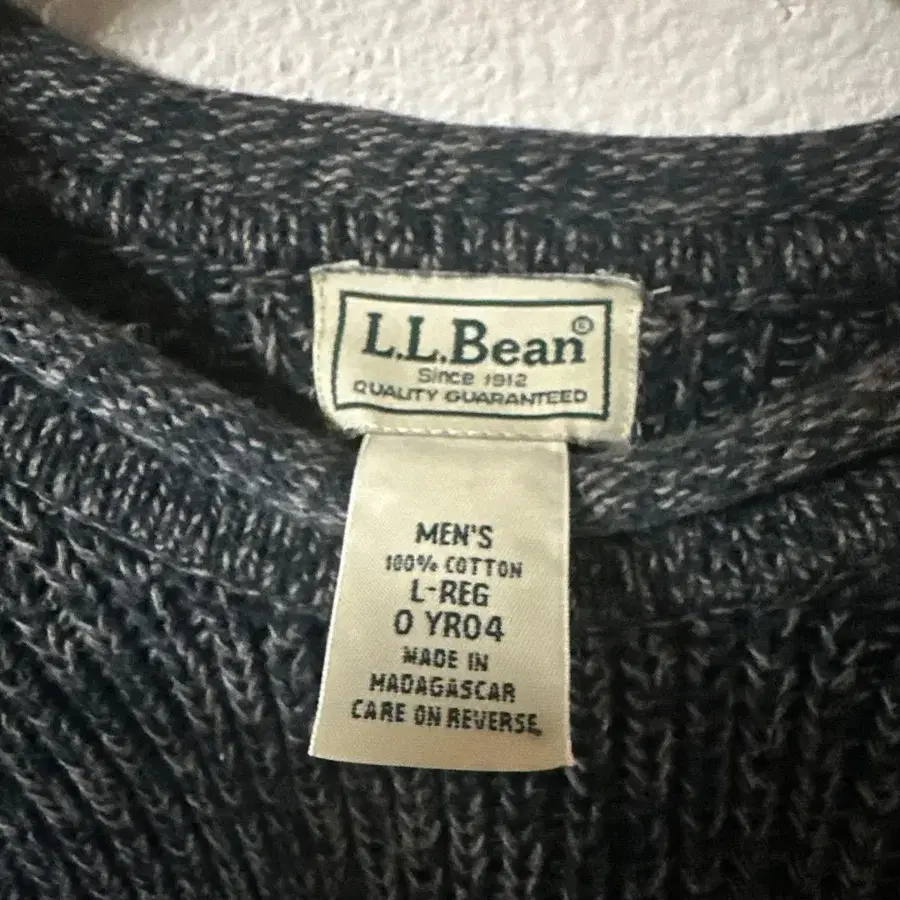 L.L.Bean®
Since 1912
QUALITY GUARANTEED
MEN'S
100% COTTON
L-REG
0 YR04
MADE IN
MADAGASCAR
CARE ON REVERSE